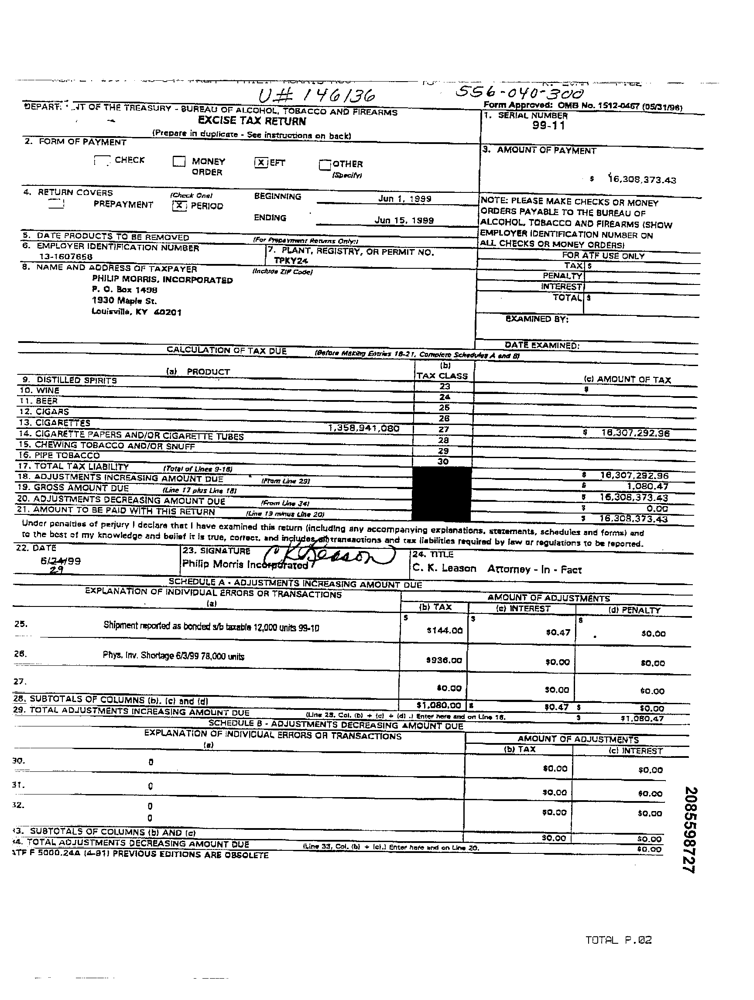 U# 146136 556-040-300
DEPART. NT OF THE TREASURY - BUREAU OF ALCOHOL, TOBACCO AND FIREARMS
EXCISE TAX RETURN
(Prepare in duplicate - See instructions on back)
Form Approved: OMB No. 1512-0467 (05/31/96)
1. SERIAL NUMBER
99-11
2. FORM OF PAYMENT
CHECK MONEY ORDER X EFT OTHER
(Specify)
3. AMOUNT OF PAYMENT
$ 16,308,373.43
4. RETURN COVERS (Check One)
PREPAYMENT X PERIOD
BEGINNING Jun 1, 1999
ENDING Jun 15, 1999
NOTE: PLEASE MAKE CHECKS OR MONEY
ORDERS PAYABLE TO THE BUREAU OF
ALCOHOL, TOBACCO AND FIREARMS (SHOW
EMPLOYER IDENTIFICATION NUMBER ON
ALL CHECKS OR MONEY ORDERS)
5. DATE PRODUCTS TO BE REMOVED (For Prepayment Returns Only:)
6. EMPLOYER IDENTIFICATION NUMBER
13-1607658
7. PLANT, REGISTRY, OR PERMIT NO.
TPKY24
8. NAME AND ADDRESS OF TAXPAYER (Include ZIP Code)
PHILIP MORRIS, INCORPORATED
P. O. Box 1498
1930 Maple St.
Louisville, KY 40201
FOR ATF USE ONLY
TAX $
PENALTY
INTEREST
TOTAL $
EXAMINED BY:
DATE EXAMINED:
CALCULATION OF TAX DUE (Before Making Entries 18-21, Complete Schedules A and B)
(a) PRODUCT (b) TAX CLASS (c) AMOUNT OF TAX
9. DISTILLED SPIRITS 23 $
10. WINE 24
11. BEER 25
12. CIGARS 26
13. CIGARETTES 1,358,941,080 27 $ 16,307,292.96
14. CIGARETTE PAPERS AND/OR CIGARETTE TUBES 28
15. CHEWING TOBACCO AND/OR SNUFF 29
16. PIPE TOBACCO 30
17. TOTAL TAX LIABILITY (Total of Lines 9-16) $ 16,307,292.96
18. ADJUSTMENTS INCREASING AMOUNT DUE (From Line 29) $ 1,080.47
19. GROSS AMOUNT DUE (Line 17 plus Line 18) $ 16,308,373.43
20. ADJUSTMENTS DECREASING AMOUNT DUE (From Line 34) $ 0.00
21. AMOUNT TO BE PAID WITH THIS RETURN (Line 19 minus Line 20) $ 16,308,373.43
Under penalties of perjury I declare that I have examined this return (including any accompanying explanations, statements, schedules and forms) and
to the best of my knowledge and belief it is true, correct, and includes all transactions and tax liabilities required by law or regulations to be reported.
22. DATE
6/24/99
29
23. SIGNATURE
C K Leason
Philip Morris Incorporated
24. TITLE
C. K. Leason Attorney - In - Fact
SCHEDULE A - ADJUSTMENTS INCREASING AMOUNT DUE
EXPLANATION OF INDIVIDUAL ERRORS OR TRANSACTIONS AMOUNT OF ADJUSTMENTS
(a) (b) TAX (c) INTEREST (d) PENALTY
25. Shipment reported as bonded s/b taxable 12,000 units 99-10 $144.00 $0.47 $0.00
26. Phys. Inv. Shortage 6/3/99 78,000 units $936.00 $0.00 $0.00
27. $0.00 $0.00 $0.00
28. SUBTOTALS OF COLUMNS (b), (c) and (d) $1,080.00 $ $0.47 $ $0.00
29. TOTAL ADJUSTMENTS INCREASING AMOUNT DUE (Line 28, Col. (b) + (c) + (d) .) Enter here and on Line 18. $ $1,080.47
SCHEDULE B - ADJUSTMENTS DECREASING AMOUNT DUE
EXPLANATION OF INDIVIDUAL ERRORS OR TRANSACTIONS AMOUNT OF ADJUSTMENTS
(a) (b) TAX (c) INTEREST
30. 0 $0.00 $0.00
31. 0 $0.00 $0.00
32. 0 $0.00 $0.00
0
33. SUBTOTALS OF COLUMNS (b) AND (c) $0.00 $0.00
34. TOTAL ADJUSTMENTS DECREASING AMOUNT DUE (Line 33, Col. (b) + (c).) Enter here and on Line 20. $0.00
ATF F 5000.24A (4-91) PREVIOUS EDITIONS ARE OBSOLETE
2085598727
TOTAL P.02